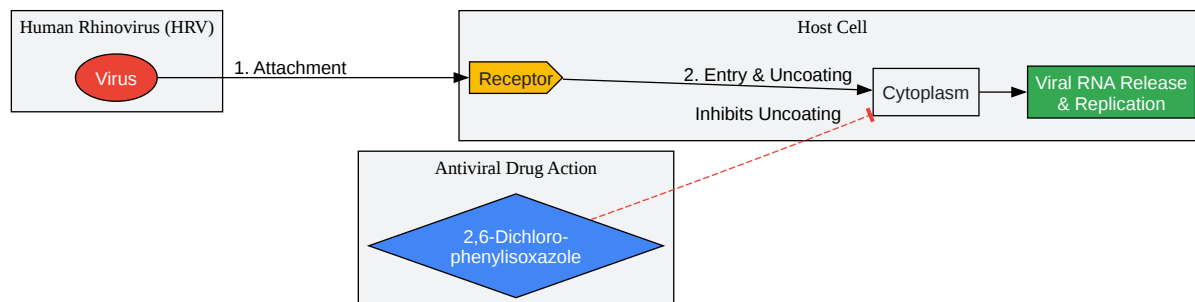 Human Rhinovirus (HRV)
Host Cell
Virus
1. Attachment
Receptor
2. Entry & Uncoating
Cytoplasm
Viral RNA Release
& Replication
Inhibits Uncoating
Antiviral Drug Action
2,6-Dichloro-
phenylisoxazole